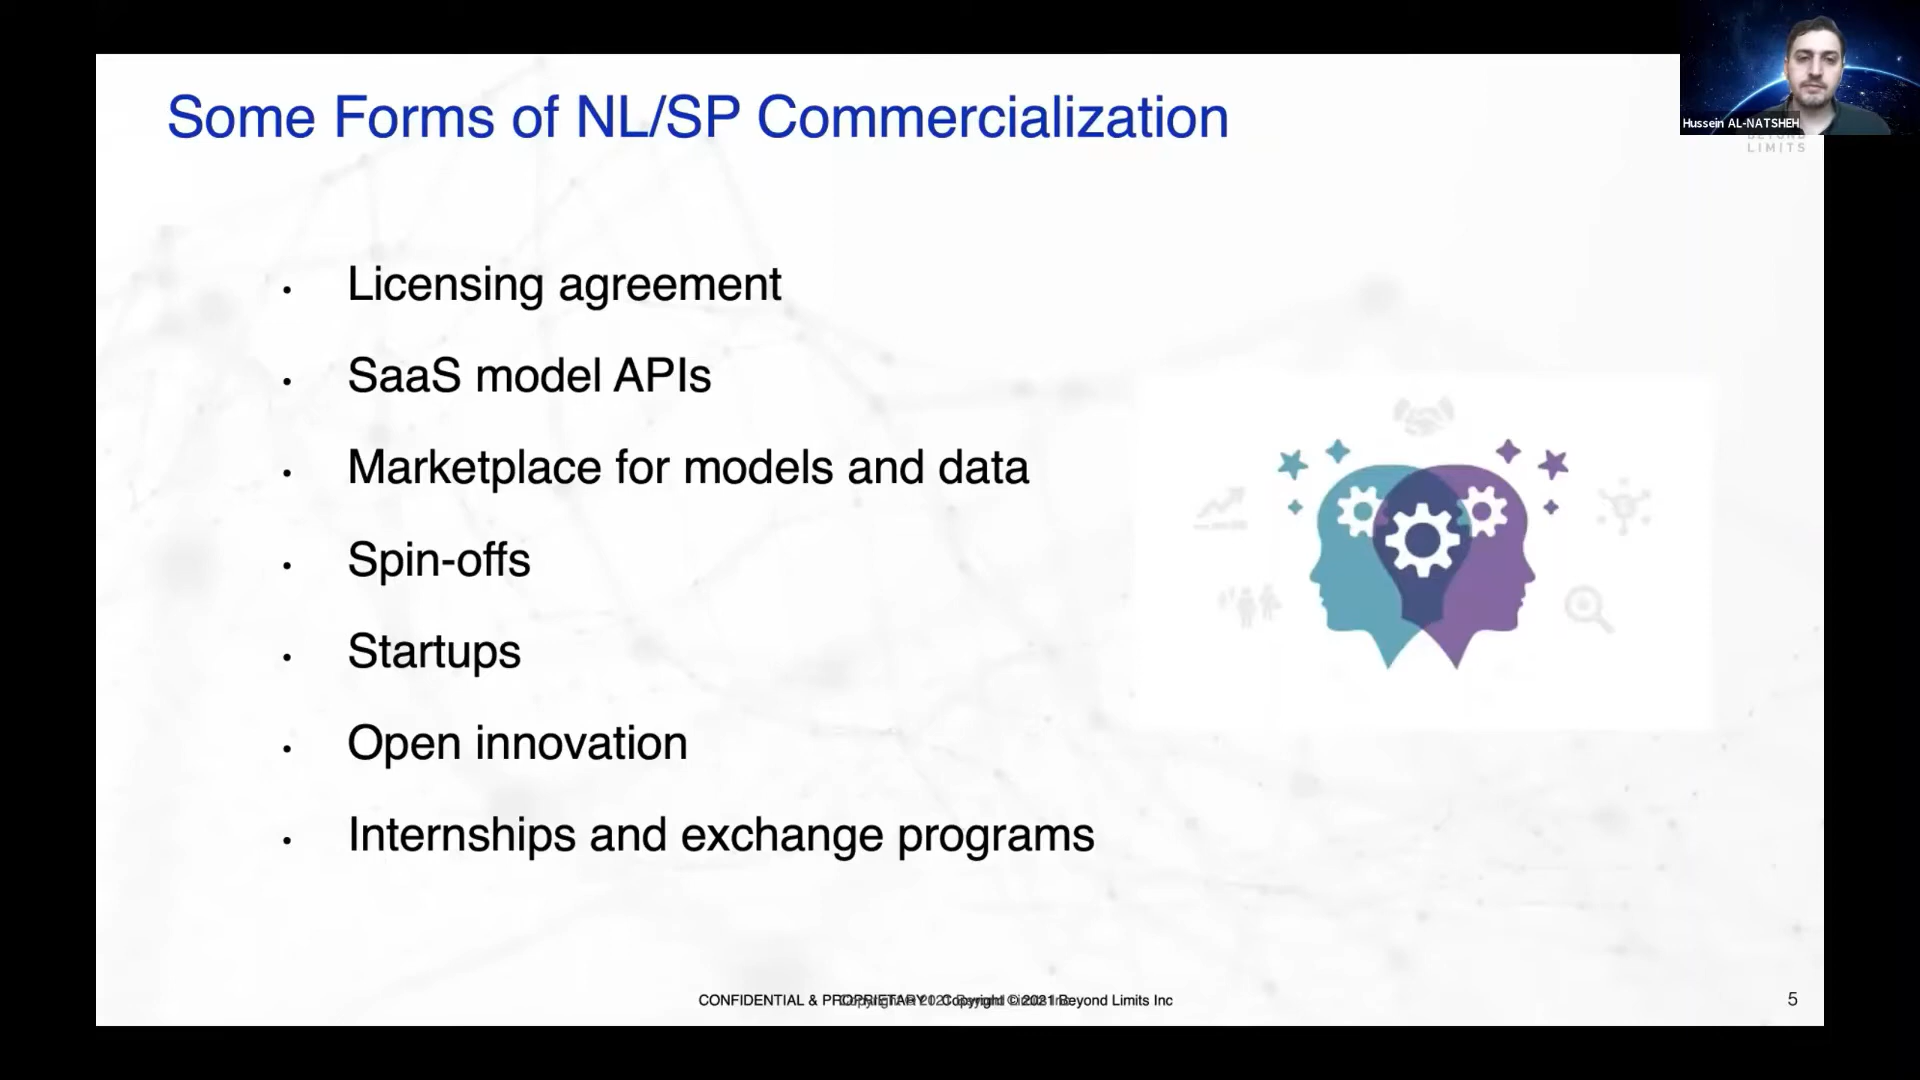 Some Forms of NL/SP Commercialization
Hussein AL-NATSHEH
LIMITS
• Licensing agreement
• SaaS model APIs
• Marketplace for models and data
• Spin-offs
• Startups
• Open innovation
• Internships and exchange programs
CONFIDENTIAL & PROPRIETARY Copyright © 2021 Beyond Limits Inc
5